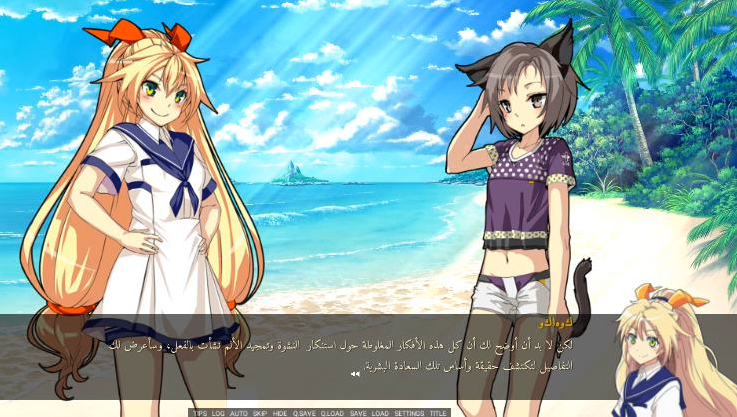 كوهاكو
لكن لا بد أن أوضح لك أن كل هذه الأفكار المغلوطة حول استنكار النشوة وتمجيد الألم نشأت بالفعل، وسأعرض لك
التفاصيل لتكتشف حقيقة وأساس تلك السعادة البشرية.
TIPS LOG AUTO SKIP HIDE Q.SAVE Q.LOAD SAVE LOAD SETTINGS TITLE